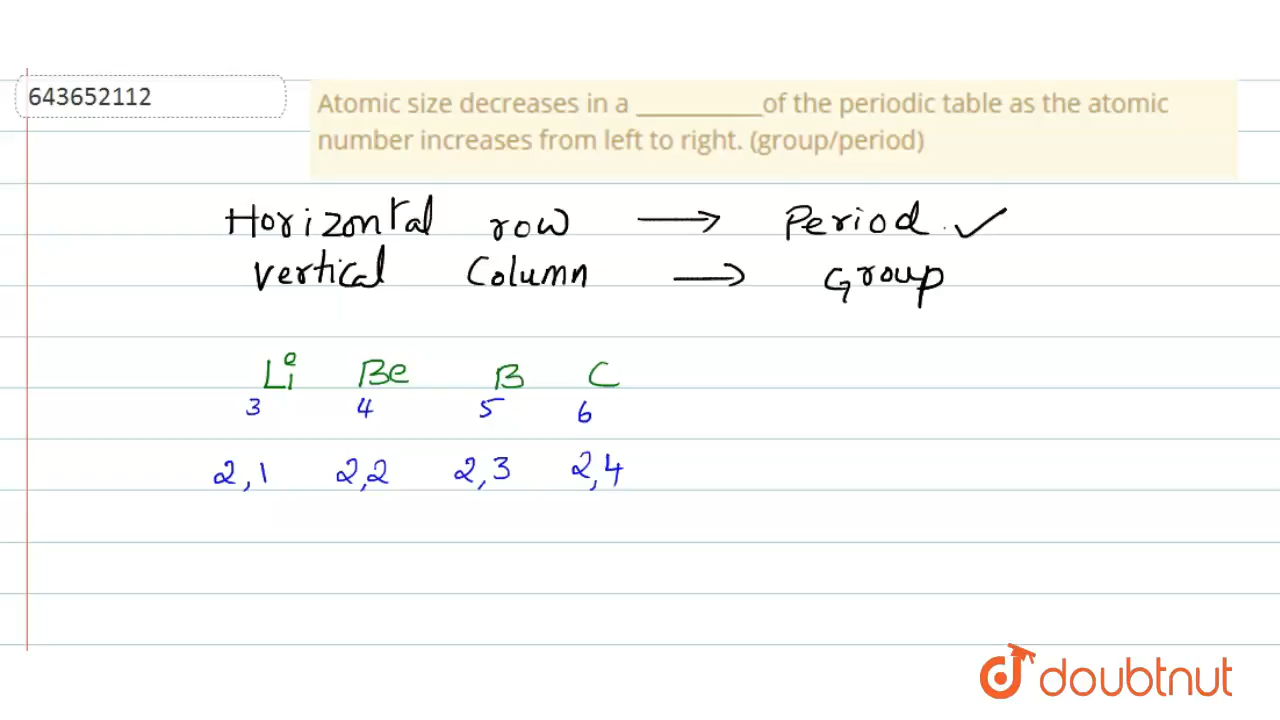 643652112
Atomic size decreases in a __________of the periodic table as the atomic
number increases from left to right. (group/period)
Horizontal row → Period. ✓
Vertical Column → Group
Li Be B C
3 4 5 6
2,1 2,2 2,3 2,4
doubtnut